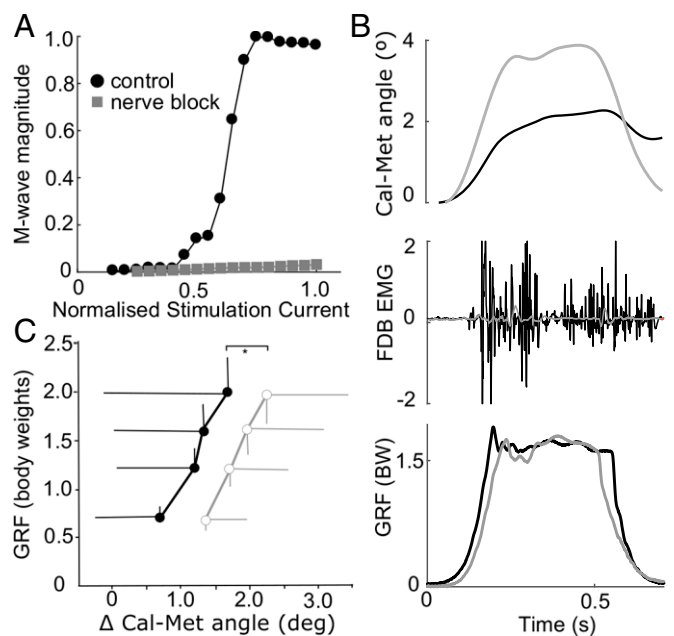 A
M-wave magnitude
1.0
0.8
0.6
0.4
0.2
0
control
nerve block
0
0.5
1.0
Normalised Stimulation Current
B
Cal-Met angle (º)
4
2
0
FDB EMG
2
0
-2
GRF (BW)
1.5
0
0
0.5
Time (s)
C
GRF (body weights)
2.5
2.0
1.5
1.0
0.5
0
*
0
1.0
2.0
3.0
Δ Cal-Met angle (deg)